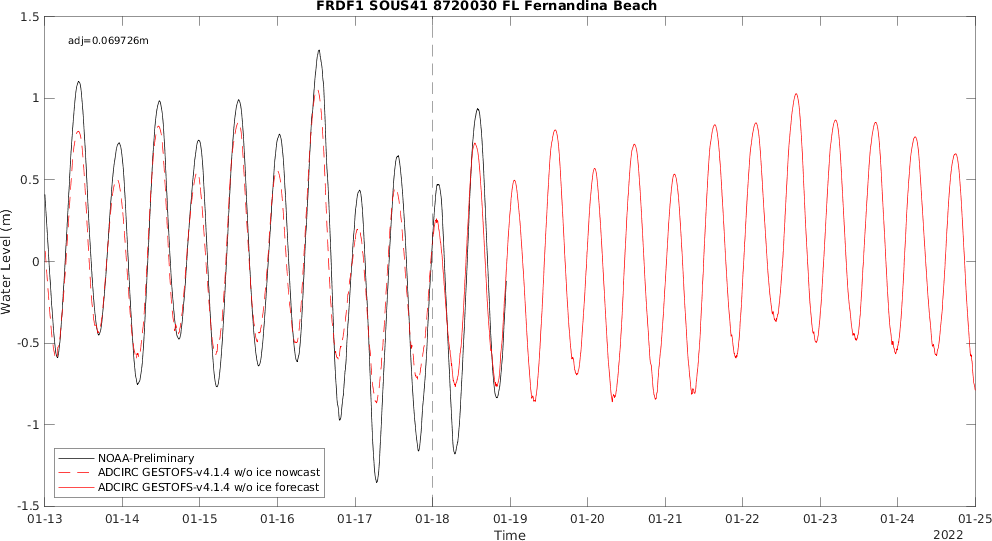 FRDF1 SOUS41 8720030 FL Fernandina Beach
adj=0.069726m
1.5
1
0.5
0
-0.5
-1
-1.5
Water Level (m)
NOAA-Preliminary
ADCIRC GESTOFS-v4.1.4 w/o ice nowcast
ADCIRC GESTOFS-v4.1.4 w/o ice forecast
01-13 01-14 01-15 01-16 01-17 01-18 01-19 01-20 01-21 01-22 01-23 01-24 01-25
Time
2022